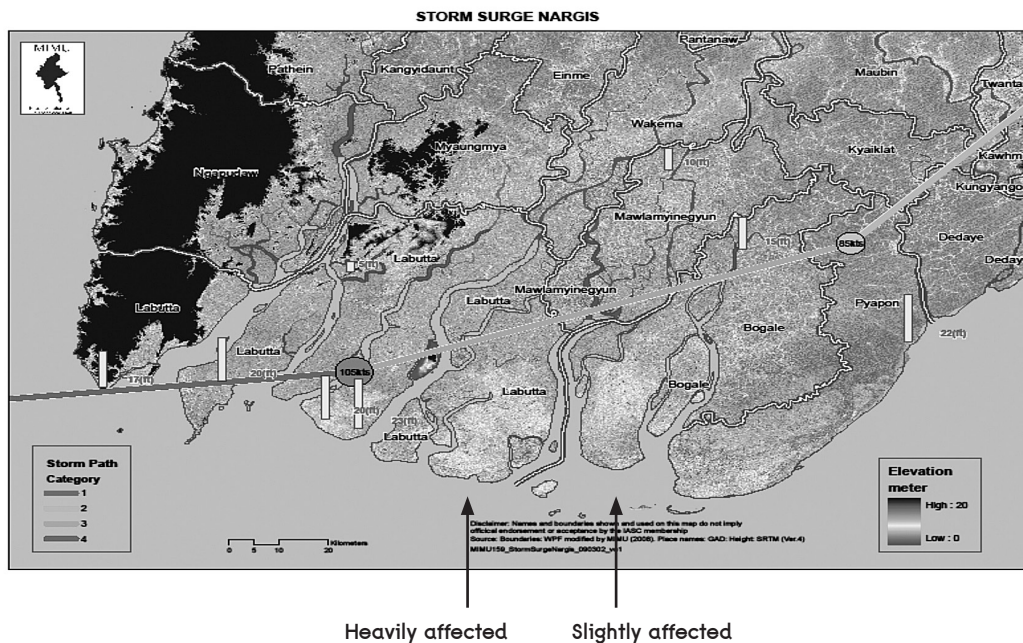 STORM SURGE NARGIS
MIMU
Pathein
Kangyidaunt
Einme
Pantanaw
Maubin
Twanta
Wakema
Myaungmya
10(ft)
Kyaiklat
Kawhm
Ngapudaw
Kungyango
Mawlamyinegyun
15(ft)
85kts
Dedaye
Deday
5(ft)
Labutta
Labutta
Mawlamyinegyun
Pyapon
Labutta
Bogale
22(ft)
Labutta
20(ft)
105kts
17(ft)
Labutta
Bogale
20(ft)
23(ft)
Labutta
Storm Path
Category
1
2
3
4
0 5 10 20
Kilometers
Elevation
meter
High : 20
Low : 0
Disclaimer: Names and boundaries shown and used on this map do not imply
official endorsement or acceptance by the IASC membership
Source: Boundaries: WPF modified by MIMU (2008). Place names: GAD: Height: SRTM (Ver.4)
MIMU159_StormSurgeNargis_090302_v01
Heavily affected
Slightly affected